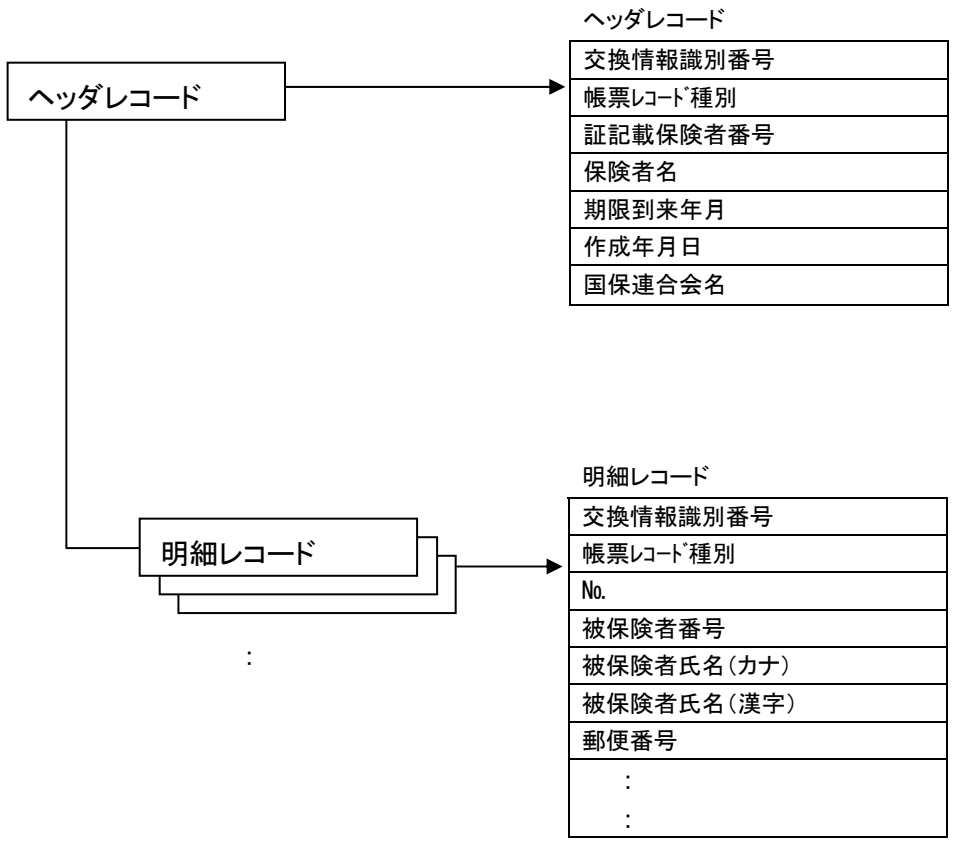 ヘッダレコード
交換情報識別番号
帳票ﾚｺｰﾄﾞ種別
証記載保険者番号
保険者名
期限到来年月
作成年月日
国保連合会名
ヘッダレコード
明細レコード
交換情報識別番号
帳票ﾚｺｰﾄﾞ種別
№
被保険者番号
被保険者氏名（カナ）
被保険者氏名（漢字）
郵便番号
：
：
明細レコード
：